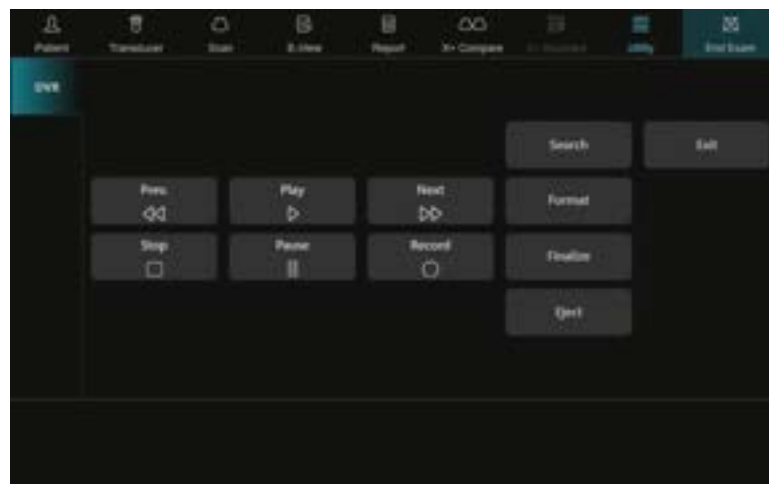 Patient Transducer Scan E-View Report X+ Compare Utility End Exam
DVR
Search Exit
Prev. Play Next Format
Stop Pause Record Finalize
Eject